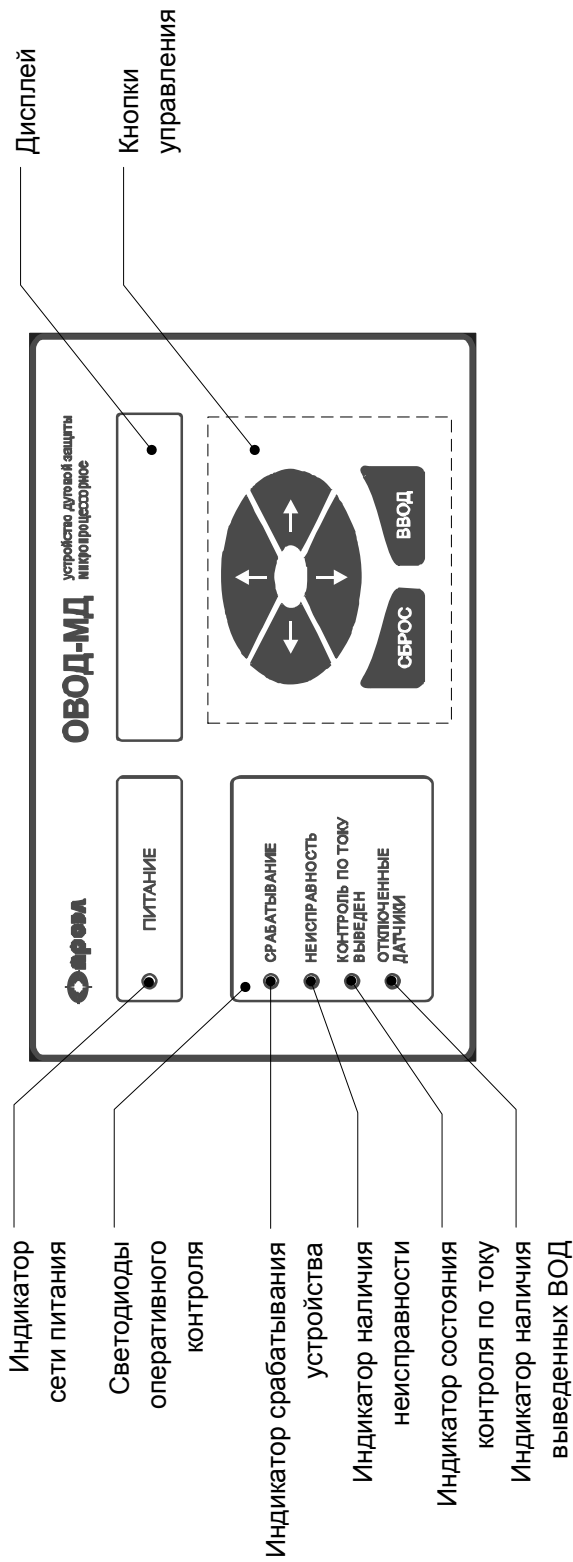 Индикатор
сети питания
Светодиоды
оперативного
контроля
Индикатор срабатывания
устройства
Индикатор наличия
неисправности
Индикатор состояния
контроля по току
Индикатор наличия
выведенных ВОД
ПИТАНИЕ
СРАБАТЫВАНИЕ
НЕИСПРАВНОСТЬ
КОНТРОЛЬ ПО ТОКУ
ВЫВЕДЕН
ОТКЛЮЧЕННЫЕ
ДАТЧИКИ
ОВОД-МД
устройство дуговой защиты
микропроцессорное
СБРОС
ВВОД
Дисплей
Кнопки
управления